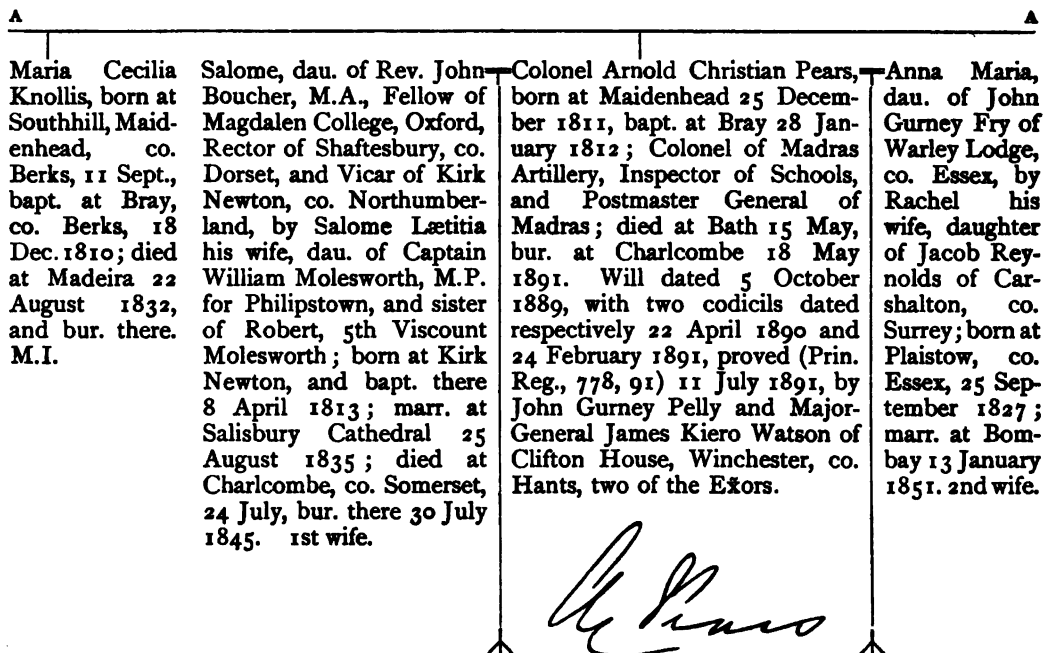 A A
Maria Cecilia
Knollis, born at
Southhill, Maid-
enhead, co.
Berks, 11 Sept.,
bapt. at Bray,
co. Berks, 18
Dec. 1810; died
at Madeira 22
August 1832,
and bur. there.
M.I.
Salome, dau. of Rev. John
Boucher, M.A., Fellow of
Magdalen College, Oxford,
Rector of Shaftesbury, co.
Dorset, and Vicar of Kirk
Newton, co. Northumber-
land, by Salome Lætitia
his wife, dau. of Captain
William Molesworth, M.P.
for Philipstown, and sister
of Robert, 5th Viscount
Molesworth; born at Kirk
Newton, and bapt. there
8 April 1813; marr. at
Salisbury Cathedral 25
August 1835; died at
Charlcombe, co. Somerset,
24 July, bur. there 30 July
1845. 1st wife.
Colonel Arnold Christian Pears,
born at Maidenhead 25 Decem-
ber 1811, bapt. at Bray 28 Jan-
uary 1812; Colonel of Madras
Artillery, Inspector of Schools,
and Postmaster General of
Madras; died at Bath 15 May,
bur. at Charlcombe 18 May
1891. Will dated 5 October
1889, with two codicils dated
respectively 22 April 1890 and
24 February 1891, proved (Prin.
Reg., 778, 91) 11 July 1891, by
John Gurney Pelly and Major-
General James Kiero Watson of
Clifton House, Winchester, co.
Hants, two of the Ex̃ors.
Anna Maria,
dau. of John
Gurney Fry of
Warley Lodge,
co. Essex, by
Rachel his
wife, daughter
of Jacob Rey-
nolds of Car-
shalton, co.
Surrey; born at
Plaistow, co.
Essex, 25 Sep-
tember 1827;
marr. at Bom-
bay 13 January
1851. 2nd wife.
Pears